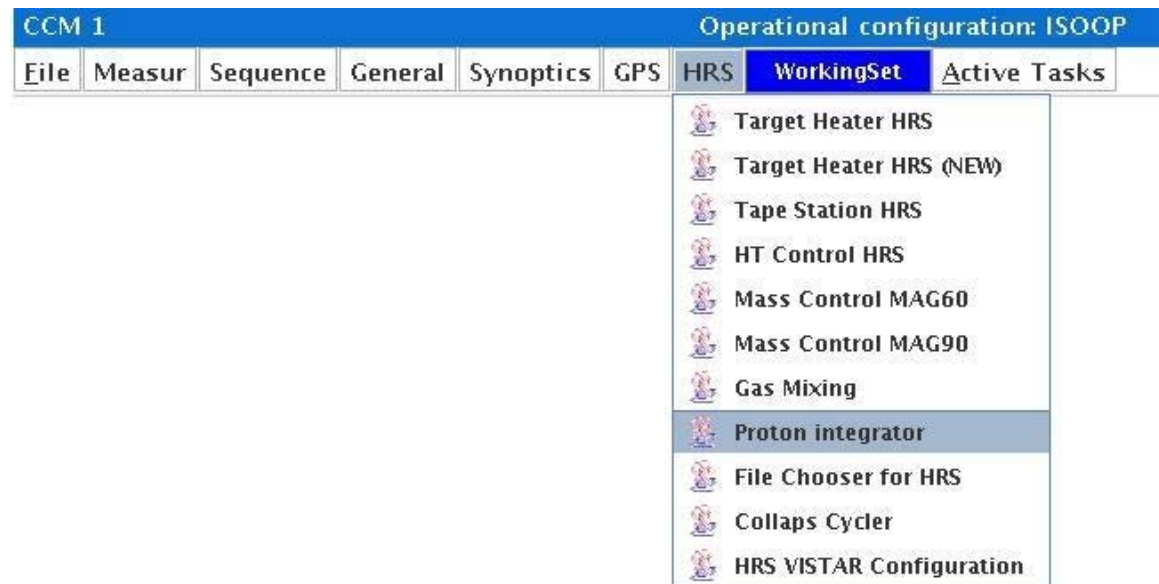 CCM 1 Operational configuration: ISOOP
File Measur Sequence General Synoptics GPS HRS WorkingSet Active Tasks
Target Heater HRS
Target Heater HRS (NEW)
Tape Station HRS
HT Control HRS
Mass Control MAG60
Mass Control MAG90
Gas Mixing
Proton integrator
File Chooser for HRS
Collaps Cycler
HRS VISTAR Configuration